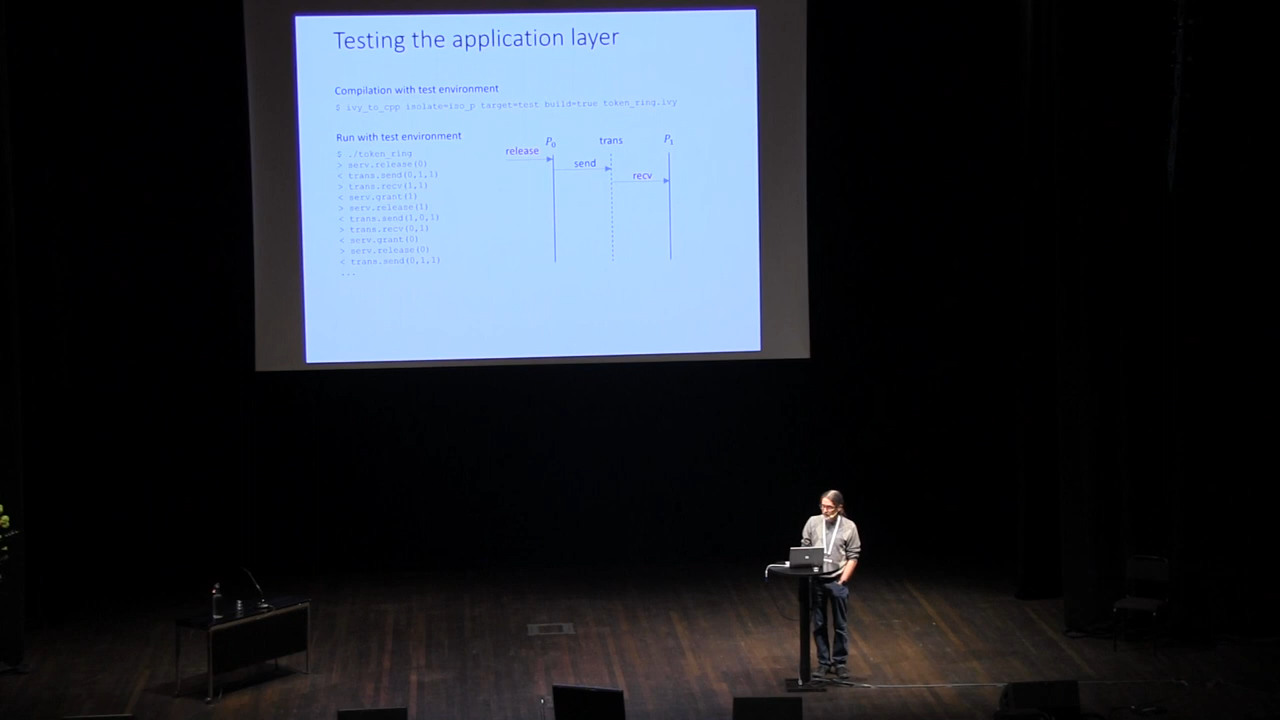 Testing the application layer
Compilation with test environment
$ ivy_to_cpp isolate=iso_p target=test build=true token_ring.ivy
Run with test environment
$ ./token_ring
> serv.release(0)
< trans.send(0,1,1)
> trans.recv(1,1)
< serv.grant(1)
> serv.release(1)
< trans.send(1,0,1)
> trans.recv(0,1)
< serv.grant(0)
> serv.release(0)
< trans.send(0,1,1)
...
P0 trans P1
release
send
recv